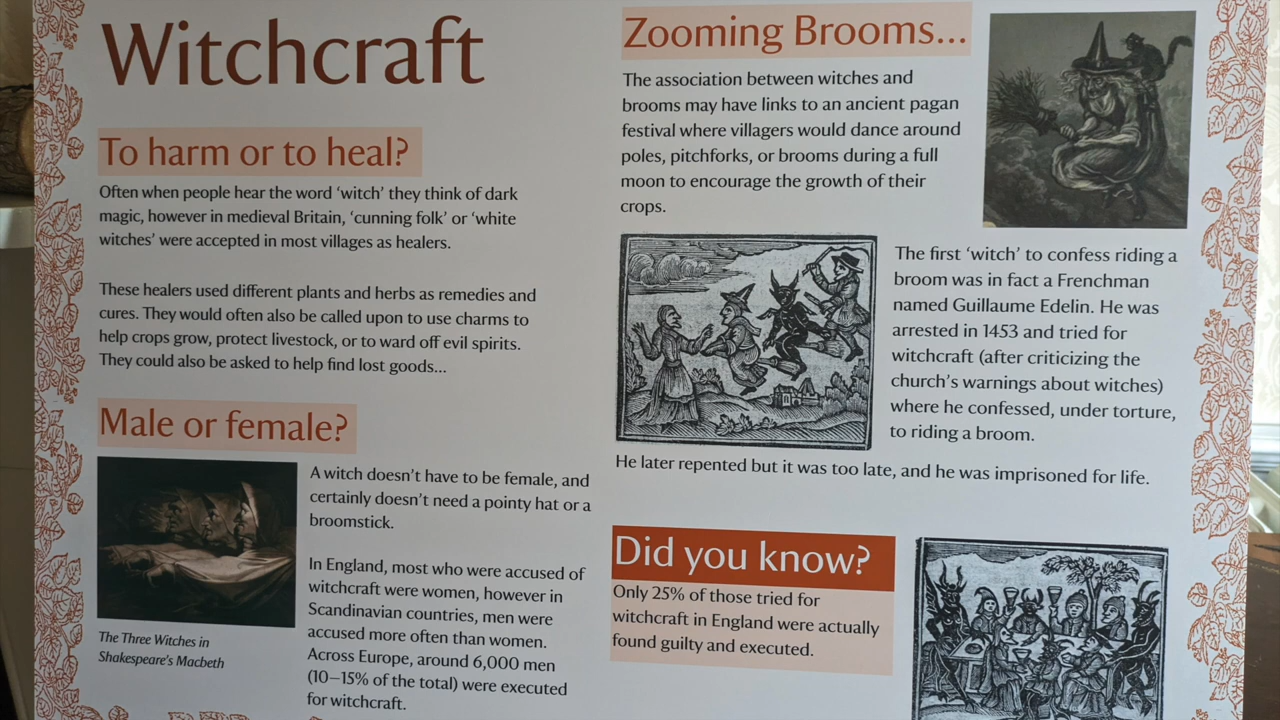 Witchcraft
To harm or to heal?
Often when people hear the word ‘witch’ they think of dark
magic, however in medieval Britain, ‘cunning folk’ or ‘white
witches’ were accepted in most villages as healers.
These healers used different plants and herbs as remedies and
cures. They would often also be called upon to use charms to
help crops grow, protect livestock, or to ward off evil spirits.
They could also be asked to help find lost goods...
Male or female?
A witch doesn’t have to be female, and
certainly doesn’t need a pointy hat or a
broomstick.
In England, most who were accused of
witchcraft were women, however in
Scandinavian countries, men were
accused more often than women.
Across Europe, around 6,000 men
(10–15% of the total) were executed
for witchcraft.
The Three Witches in
Shakespeare’s Macbeth
Zooming Brooms...
The association between witches and
brooms may have links to an ancient pagan
festival where villagers would dance around
poles, pitchforks, or brooms during a full
moon to encourage the growth of their
crops.
The first ‘witch’ to confess riding a
broom was in fact a Frenchman
named Guillaume Edelin. He was
arrested in 1453 and tried for
witchcraft (after criticizing the
church’s warnings about witches)
where he confessed, under torture,
to riding a broom.
He later repented but it was too late, and he was imprisoned for life.
Did you know?
Only 25% of those tried for
witchcraft in England were actually
found guilty and executed.